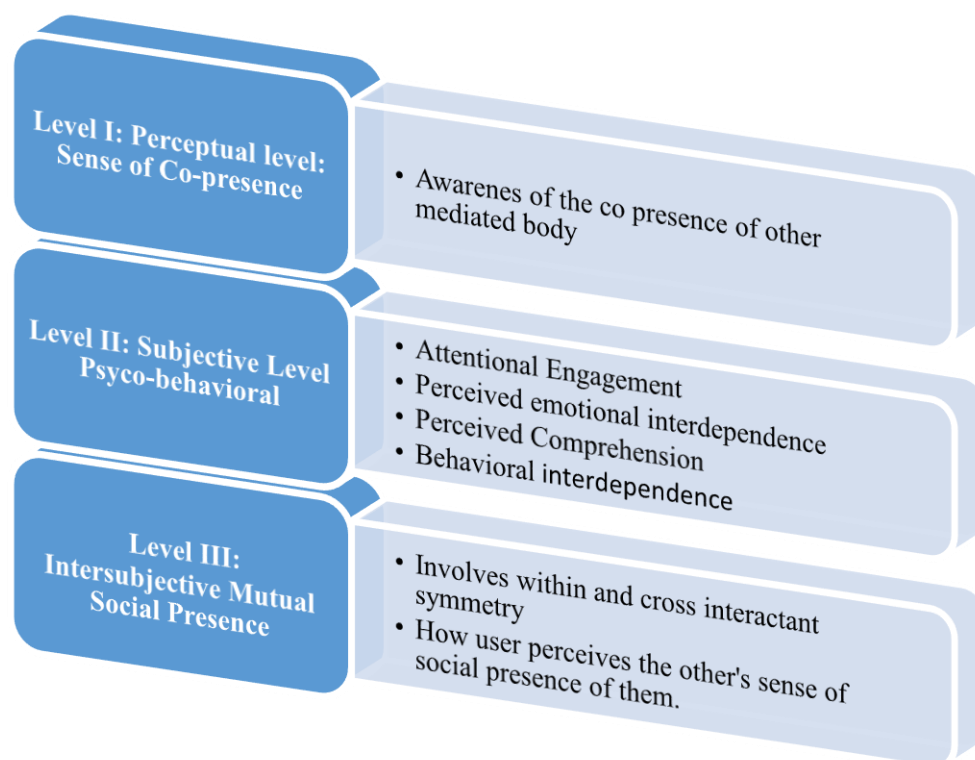 Level I: Perceptual level:
Sense of Co-presence
• Awarenes of the co presence of other
mediated body
Level II: Subjective Level
Psyco-behavioral
• Attentional Engagement
• Perceived emotional interdependence
• Perceived Comprehension
• Behavioral interdependence
Level III:
Intersubjective Mutual
Social Presence
• Involves within and cross interactant
symmetry
• How user perceives the other's sense of
social presence of them.